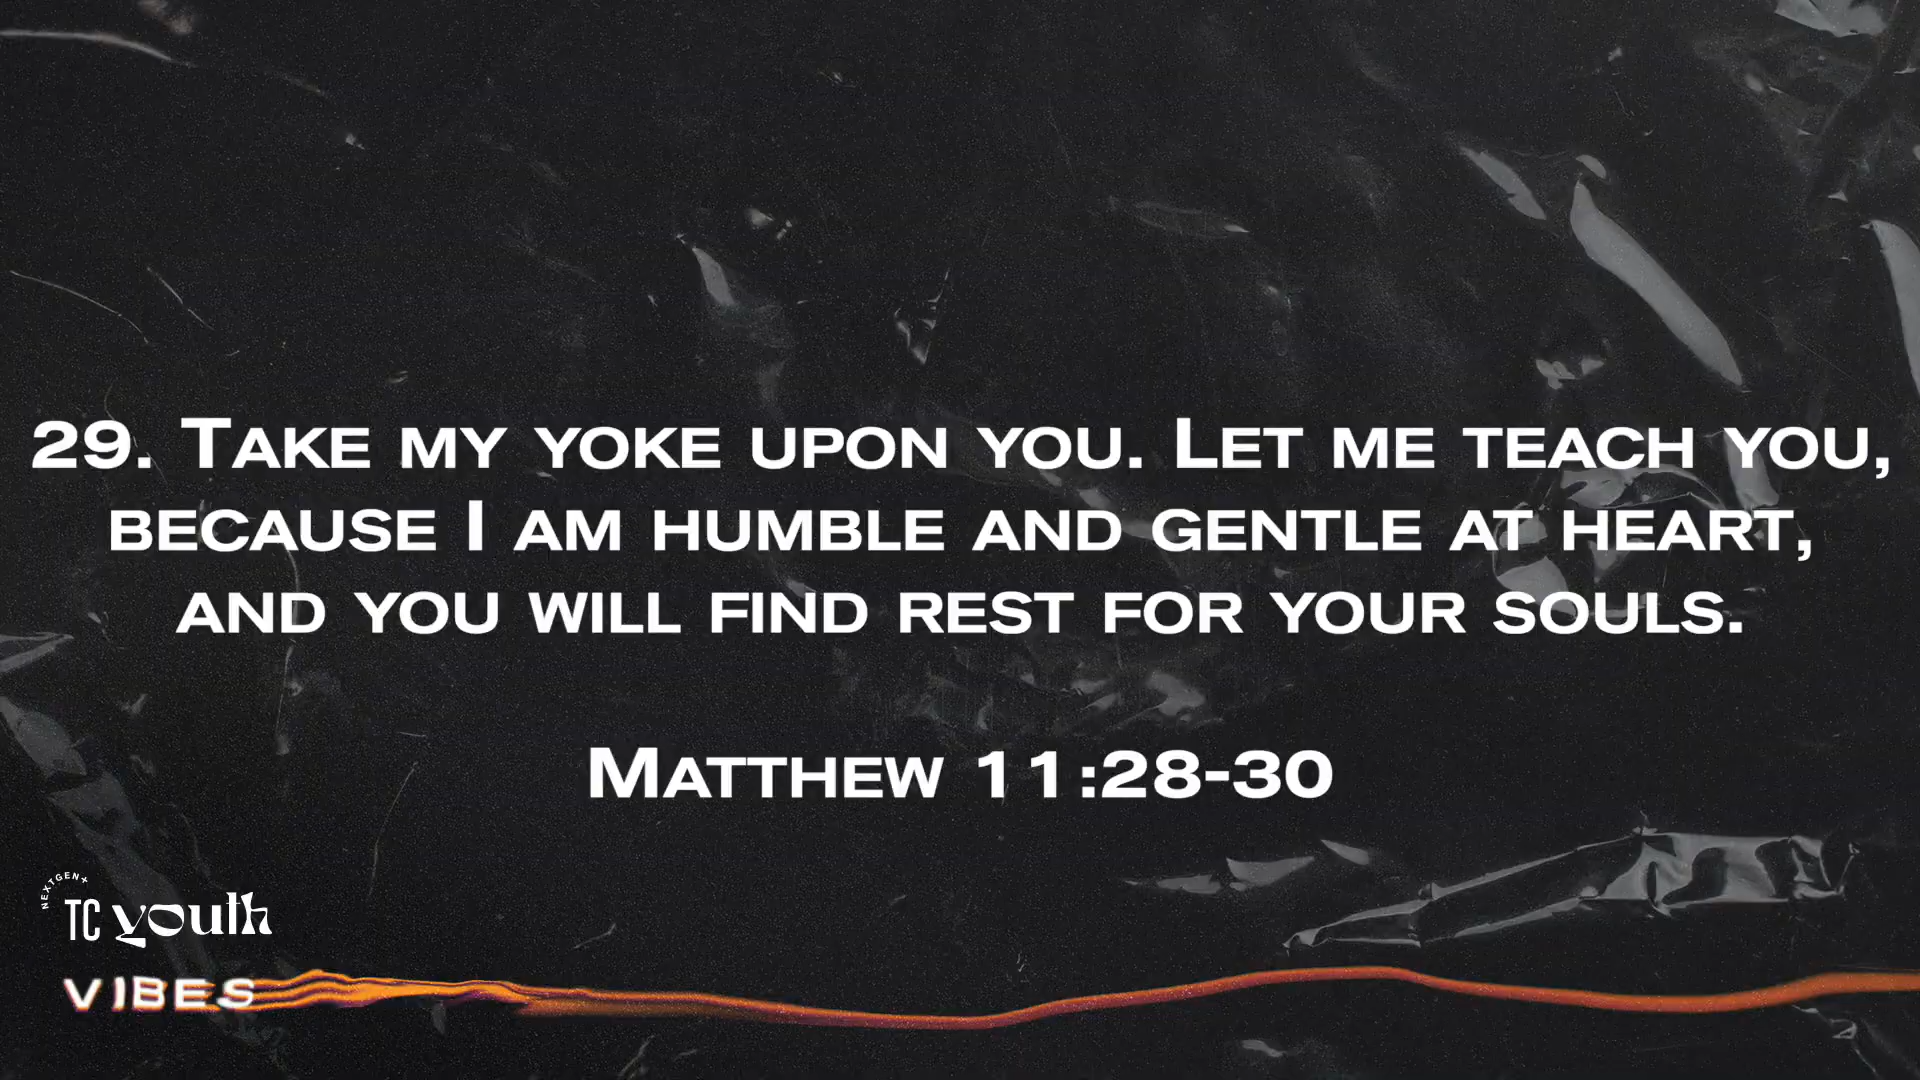 29. Take my yoke upon you. Let me teach you,
because I am humble and gentle at heart,
and you will find rest for your souls.
Matthew 11:28-30
NEXTGEN+
TC youth
VIBES